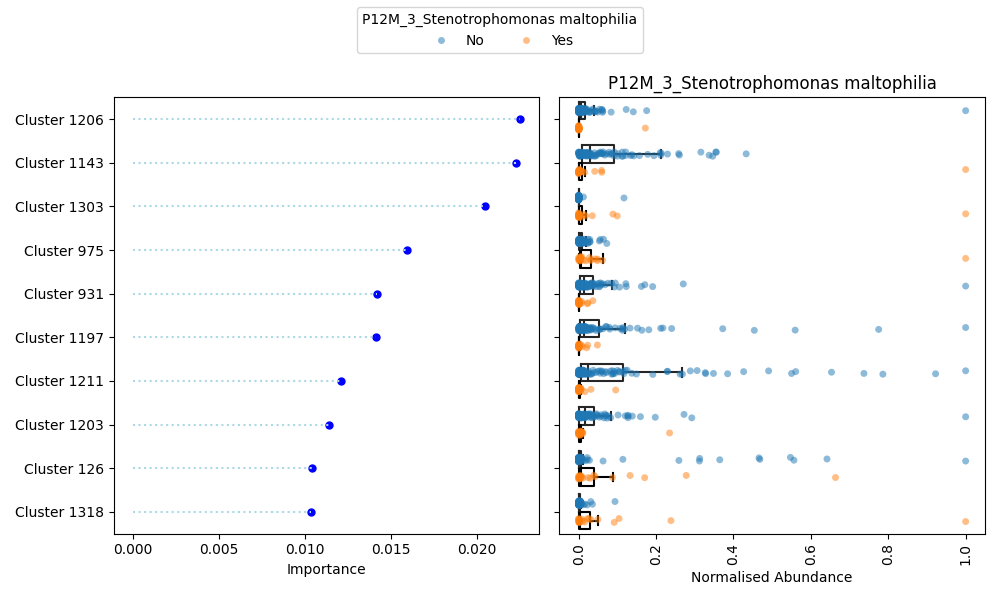 P12M_3_Stenotrophomonas maltophilia
No Yes
P12M_3_Stenotrophomonas maltophilia
Cluster 1206
Cluster 1143
Cluster 1303
Cluster 975
Cluster 931
Cluster 1197
Cluster 1211
Cluster 1203
Cluster 126
Cluster 1318
0.000 0.005 0.010 0.015 0.020
Importance
0.0 0.2 0.4 0.6 0.8 1.0
Normalised Abundance